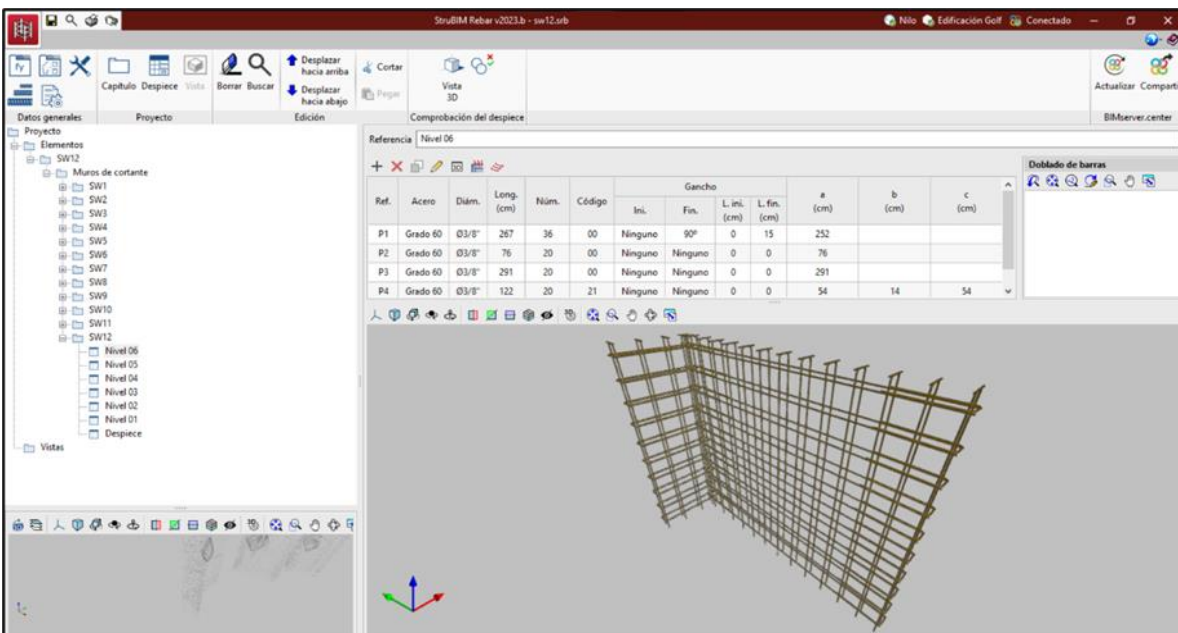 StruBIM Rebar v2023.b - sw12.srb
Nilo Edificación Golf Conectado
Capítulo Despiece Vista
Borrar Buscar
Desplazar hacia arriba
Desplazar hacia abajo
Cortar
Pegar
Vista 3D
Actualizar Comparti
Datos generales Proyecto Edición Comprobación del despiece BIMserver.center
Proyecto
Elementos
SW12
Muros de cortante
SW1
SW2
SW3
SW4
SW5
SW6
SW7
SW8
SW9
SW10
SW11
SW12
Nivel 06
Nivel 05
Nivel 04
Nivel 03
Nivel 02
Nivel 01
Despiece
Vistas
Referencia Nivel 06
Doblado de barras
Ref. Acero Diám. Long. (cm) Núm. Código Gancho a (cm) b (cm) c (cm)
Ini. Fin. L. ini. (cm) L. fin. (cm)
P1 Grado 60 Ø3/8" 267 36 00 Ninguno 90º 0 15 252
P2 Grado 60 Ø3/8" 76 20 00 Ninguno Ninguno 0 0 76
P3 Grado 60 Ø3/8" 291 20 00 Ninguno Ninguno 0 0 291
P4 Grado 60 Ø3/8" 122 20 21 Ninguno Ninguno 0 0 54 14 54